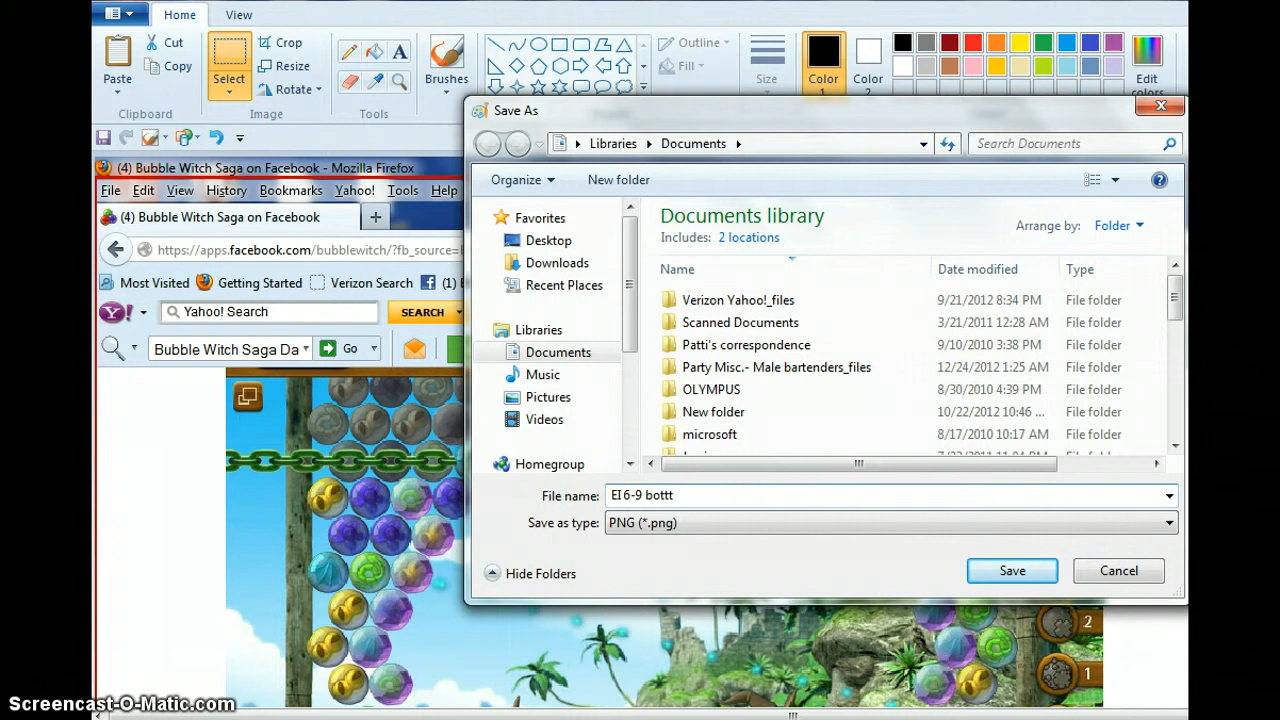 Home View
Paste
Cut
Copy
Clipboard
Select
Crop
Resize
Rotate
Image
A
Tools
Brushes
Outline
Fill
Size
Color
1
Color
2
Edit
colors
(4) Bubble Witch Saga on Facebook - Mozilla Firefox
File Edit View History Bookmarks Yahoo! Tools Help
(4) Bubble Witch Saga on Facebook
https://apps.facebook.com/bubblewitch/?fb_source=
Most Visited Getting Started Verizon Search
Y! Yahoo! Search SEARCH
Bubble Witch Saga Da Go
Save As
Libraries Documents Search Documents
Organize New folder
Favorites
Desktop
Downloads
Recent Places
Libraries
Documents
Music
Pictures
Videos
Homegroup
Documents library
Includes: 2 locations
Arrange by: Folder
Name Date modified Type
Verizon Yahoo!_files 9/21/2012 8:34 PM File folder
Scanned Documents 3/21/2011 12:28 AM File folder
Patti's correspondence 9/10/2010 3:38 PM File folder
Party Misc.- Male bartenders_files 12/24/2012 1:25 AM File folder
OLYMPUS 8/30/2010 4:39 PM File folder
New folder 10/22/2012 10:46 ... File folder
microsoft 8/17/2010 10:17 AM File folder
File name: EI 6-9 bottt
Save as type: PNG (*.png)
Hide Folders Save Cancel
2
1
Screencast-O-Matic.com